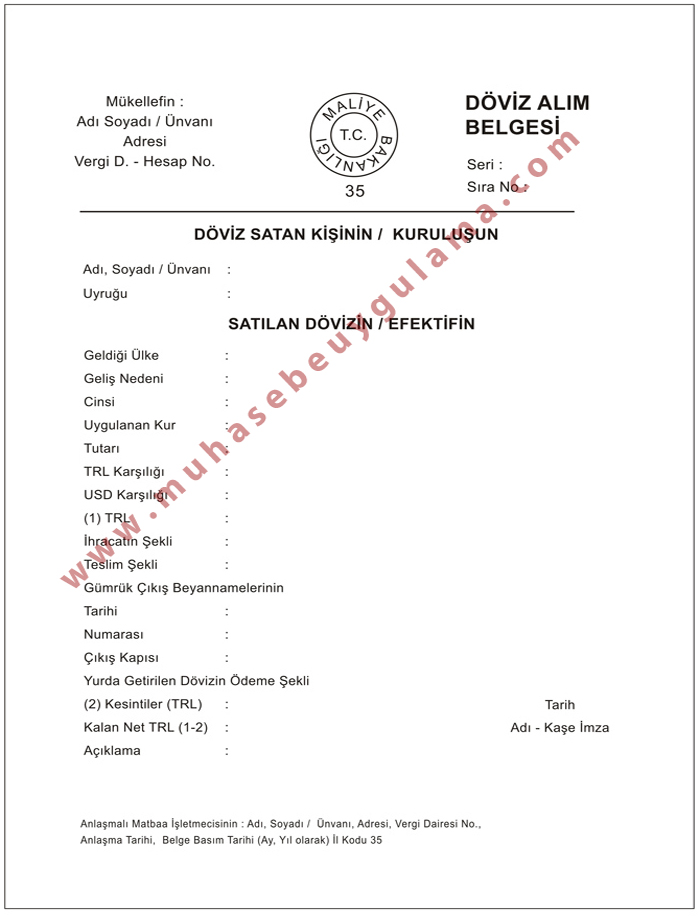 Mükellefin :
Adı Soyadı / Ünvanı
Adresi
Vergi D. - Hesap No.
MALİYE BAKANLIĞI
T.C.
35
DÖVİZ ALIM
BELGESİ
Seri :
Sıra No :
DÖVİZ SATAN KİŞİNİN / KURULUŞUN
Adı, Soyadı / Ünvanı :
Uyruğu :
SATILAN DÖVİZİN / EFEKTİFİN
Geldiği Ülke :
Geliş Nedeni :
Cinsi :
Uygulanan Kur :
Tutarı :
TRL Karşılığı :
USD Karşılığı :
(1) TRL :
İhracatın Şekli :
Teslim Şekli :
Gümrük Çıkış Beyannamelerinin
Tarihi :
Numarası :
Çıkış Kapısı :
Yurda Getirilen Dövizin Ödeme Şekli
(2) Kesintiler (TRL) :
Kalan Net TRL (1-2) :
Açıklama :
Tarih
Adı - Kaşe İmza
Anlaşmalı Matbaa İşletmecisinin : Adı, Soyadı / Ünvanı, Adresi, Vergi Dairesi No.,
Anlaşma Tarihi, Belge Basım Tarihi (Ay, Yıl olarak) İl Kodu 35
www.muhasebeuygulama.com